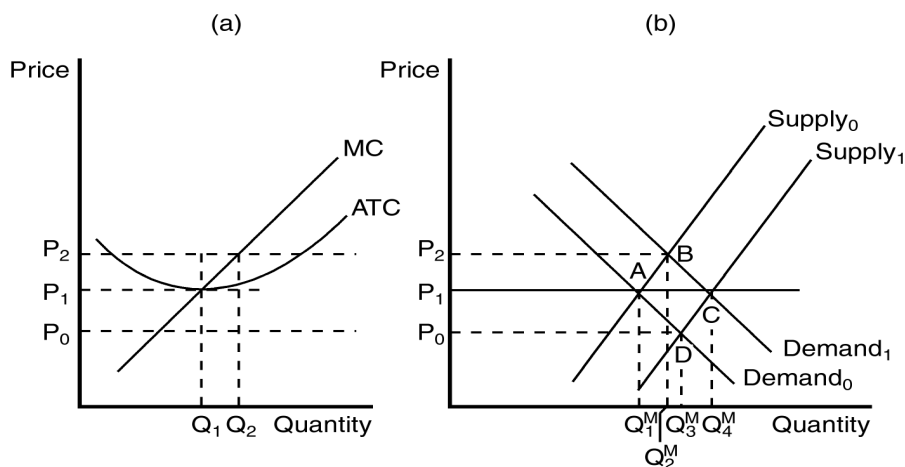 (a)
Price
MC
ATC
P₂
P₁
P₀
Q₁ Q₂ Quantity
(b)
Price
Supply₀
Supply₁
P₂
P₁
P₀
A
B
C
D
Demand₁
Demand₀
Q₁ᴹ Q₃ᴹ Q₄ᴹ Quantity
Q₂ᴹ